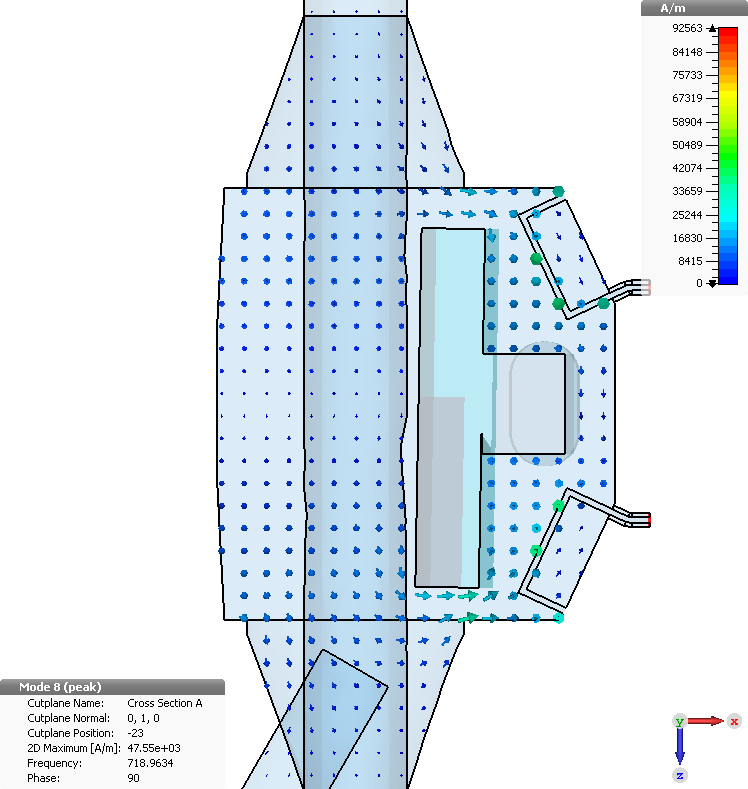 A/m
92563
84148
75733
67319
58904
50489
42074
33659
25244
16830
8415
0
Mode 8 (peak)
Cutplane Name: Cross Section A
Cutplane Normal: 0, 1, 0
Cutplane Position: -23
2D Maximum [A/m]: 47.55e+03
Frequency: 718.9634
Phase: 90
y
x
z